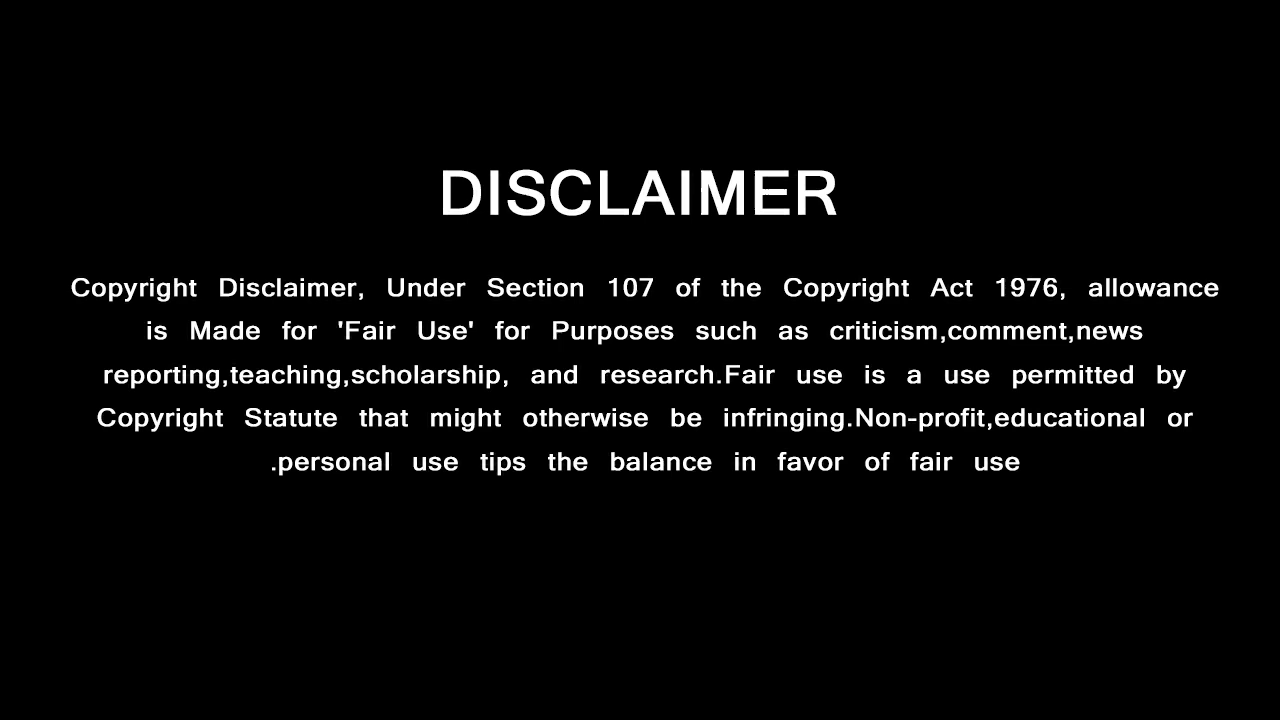 DISCLAIMER
Copyright Disclaimer, Under Section 107 of the Copyright Act 1976, allowance
is Made for 'Fair Use' for Purposes such as criticism,comment,news
reporting,teaching,scholarship, and research.Fair use is a use permitted by
Copyright Statute that might otherwise be infringing.Non-profit,educational or
.personal use tips the balance in favor of fair use